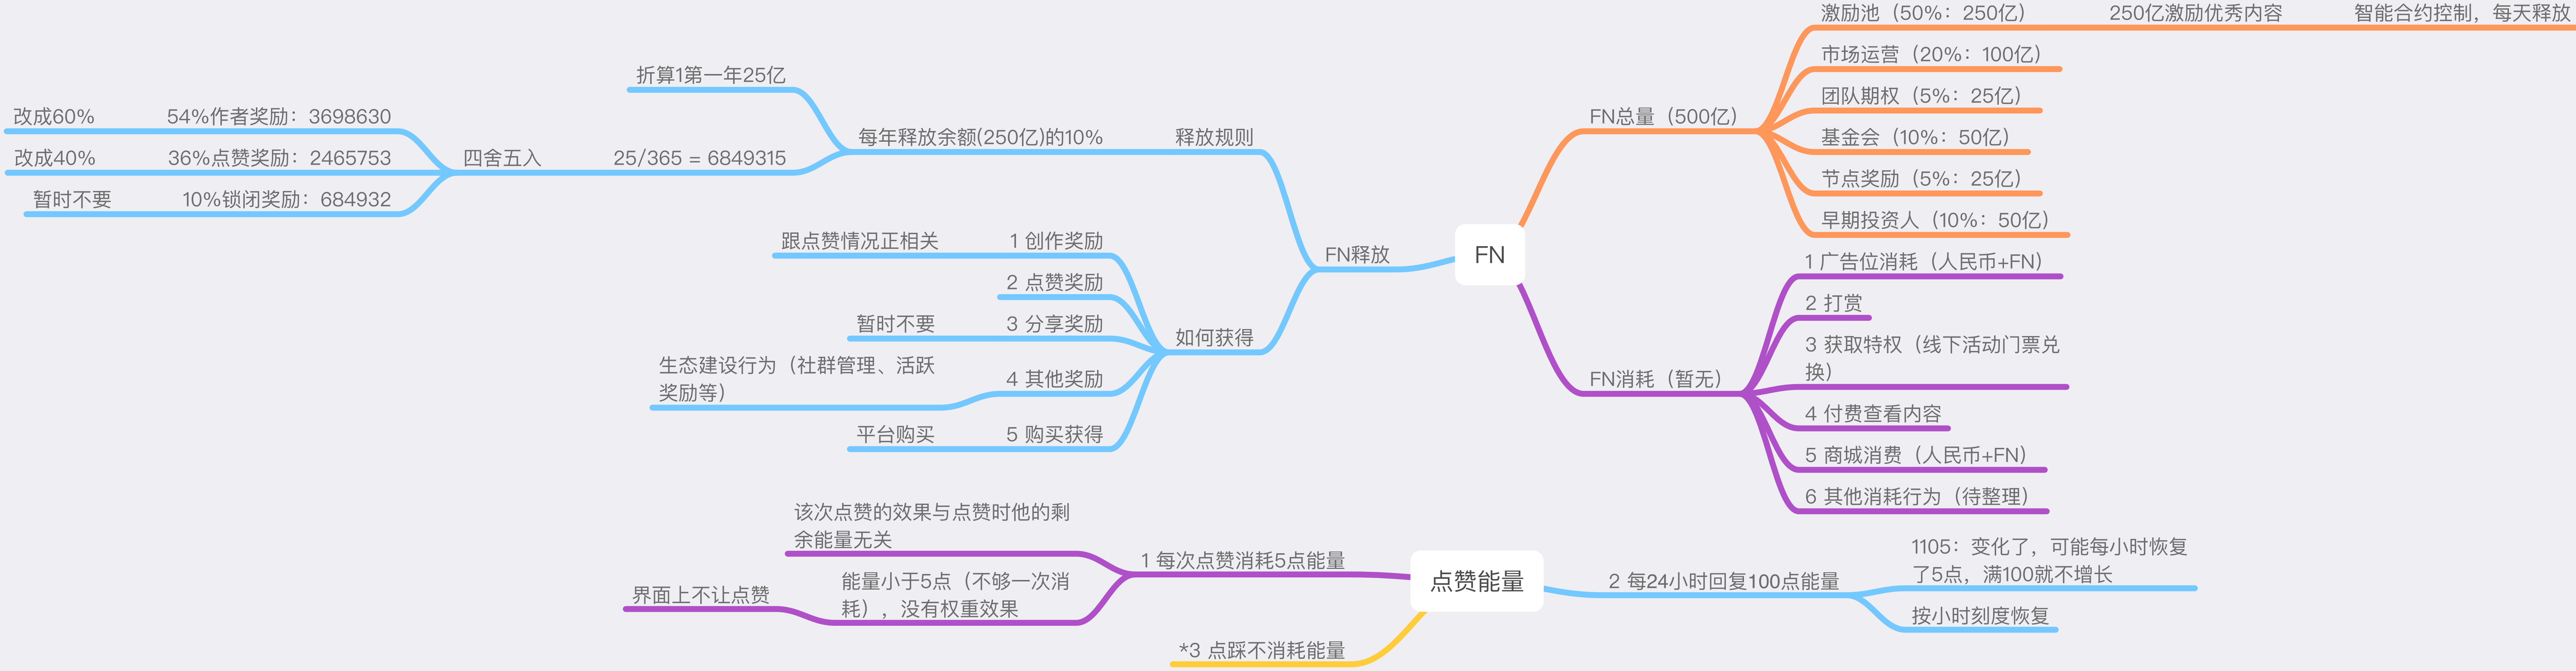 FN
FN总量（500亿）
激励池（50%：250亿）
250亿激励优秀内容
智能合约控制，每天释放
市场运营（20%：100亿）
团队期权（5%：25亿）
基金会（10%：50亿）
节点奖励（5%：25亿）
早期投资人（10%：50亿）
FN消耗（暂无）
1 广告位消耗（人民币+FN）
2 打赏
3 获取特权（线下活动门票兑
换）
4 付费查看内容
5 商城消费（人民币+FN）
6 其他消耗行为（待整理）
FN释放
释放规则
每年释放余额(250亿)的10%
折算1第一年25亿
25/365 = 6849315
四舍五入
54%作者奖励：3698630
改成60%
36%点赞奖励：2465753
改成40%
10%锁闭奖励：684932
暂时不要
如何获得
1 创作奖励
跟点赞情况正相关
2 点赞奖励
3 分享奖励
暂时不要
4 其他奖励
生态建设行为（社群管理、活跃
奖励等）
5 购买获得
平台购买
点赞能量
1 每次点赞消耗5点能量
该次点赞的效果与点赞时他的剩
余能量无关
能量小于5点（不够一次消
耗），没有权重效果
界面上不让点赞
2 每24小时回复100点能量
1105：变化了，可能每小时恢复
了5点，满100就不增长
按小时刻度恢复
*3 点踩不消耗能量